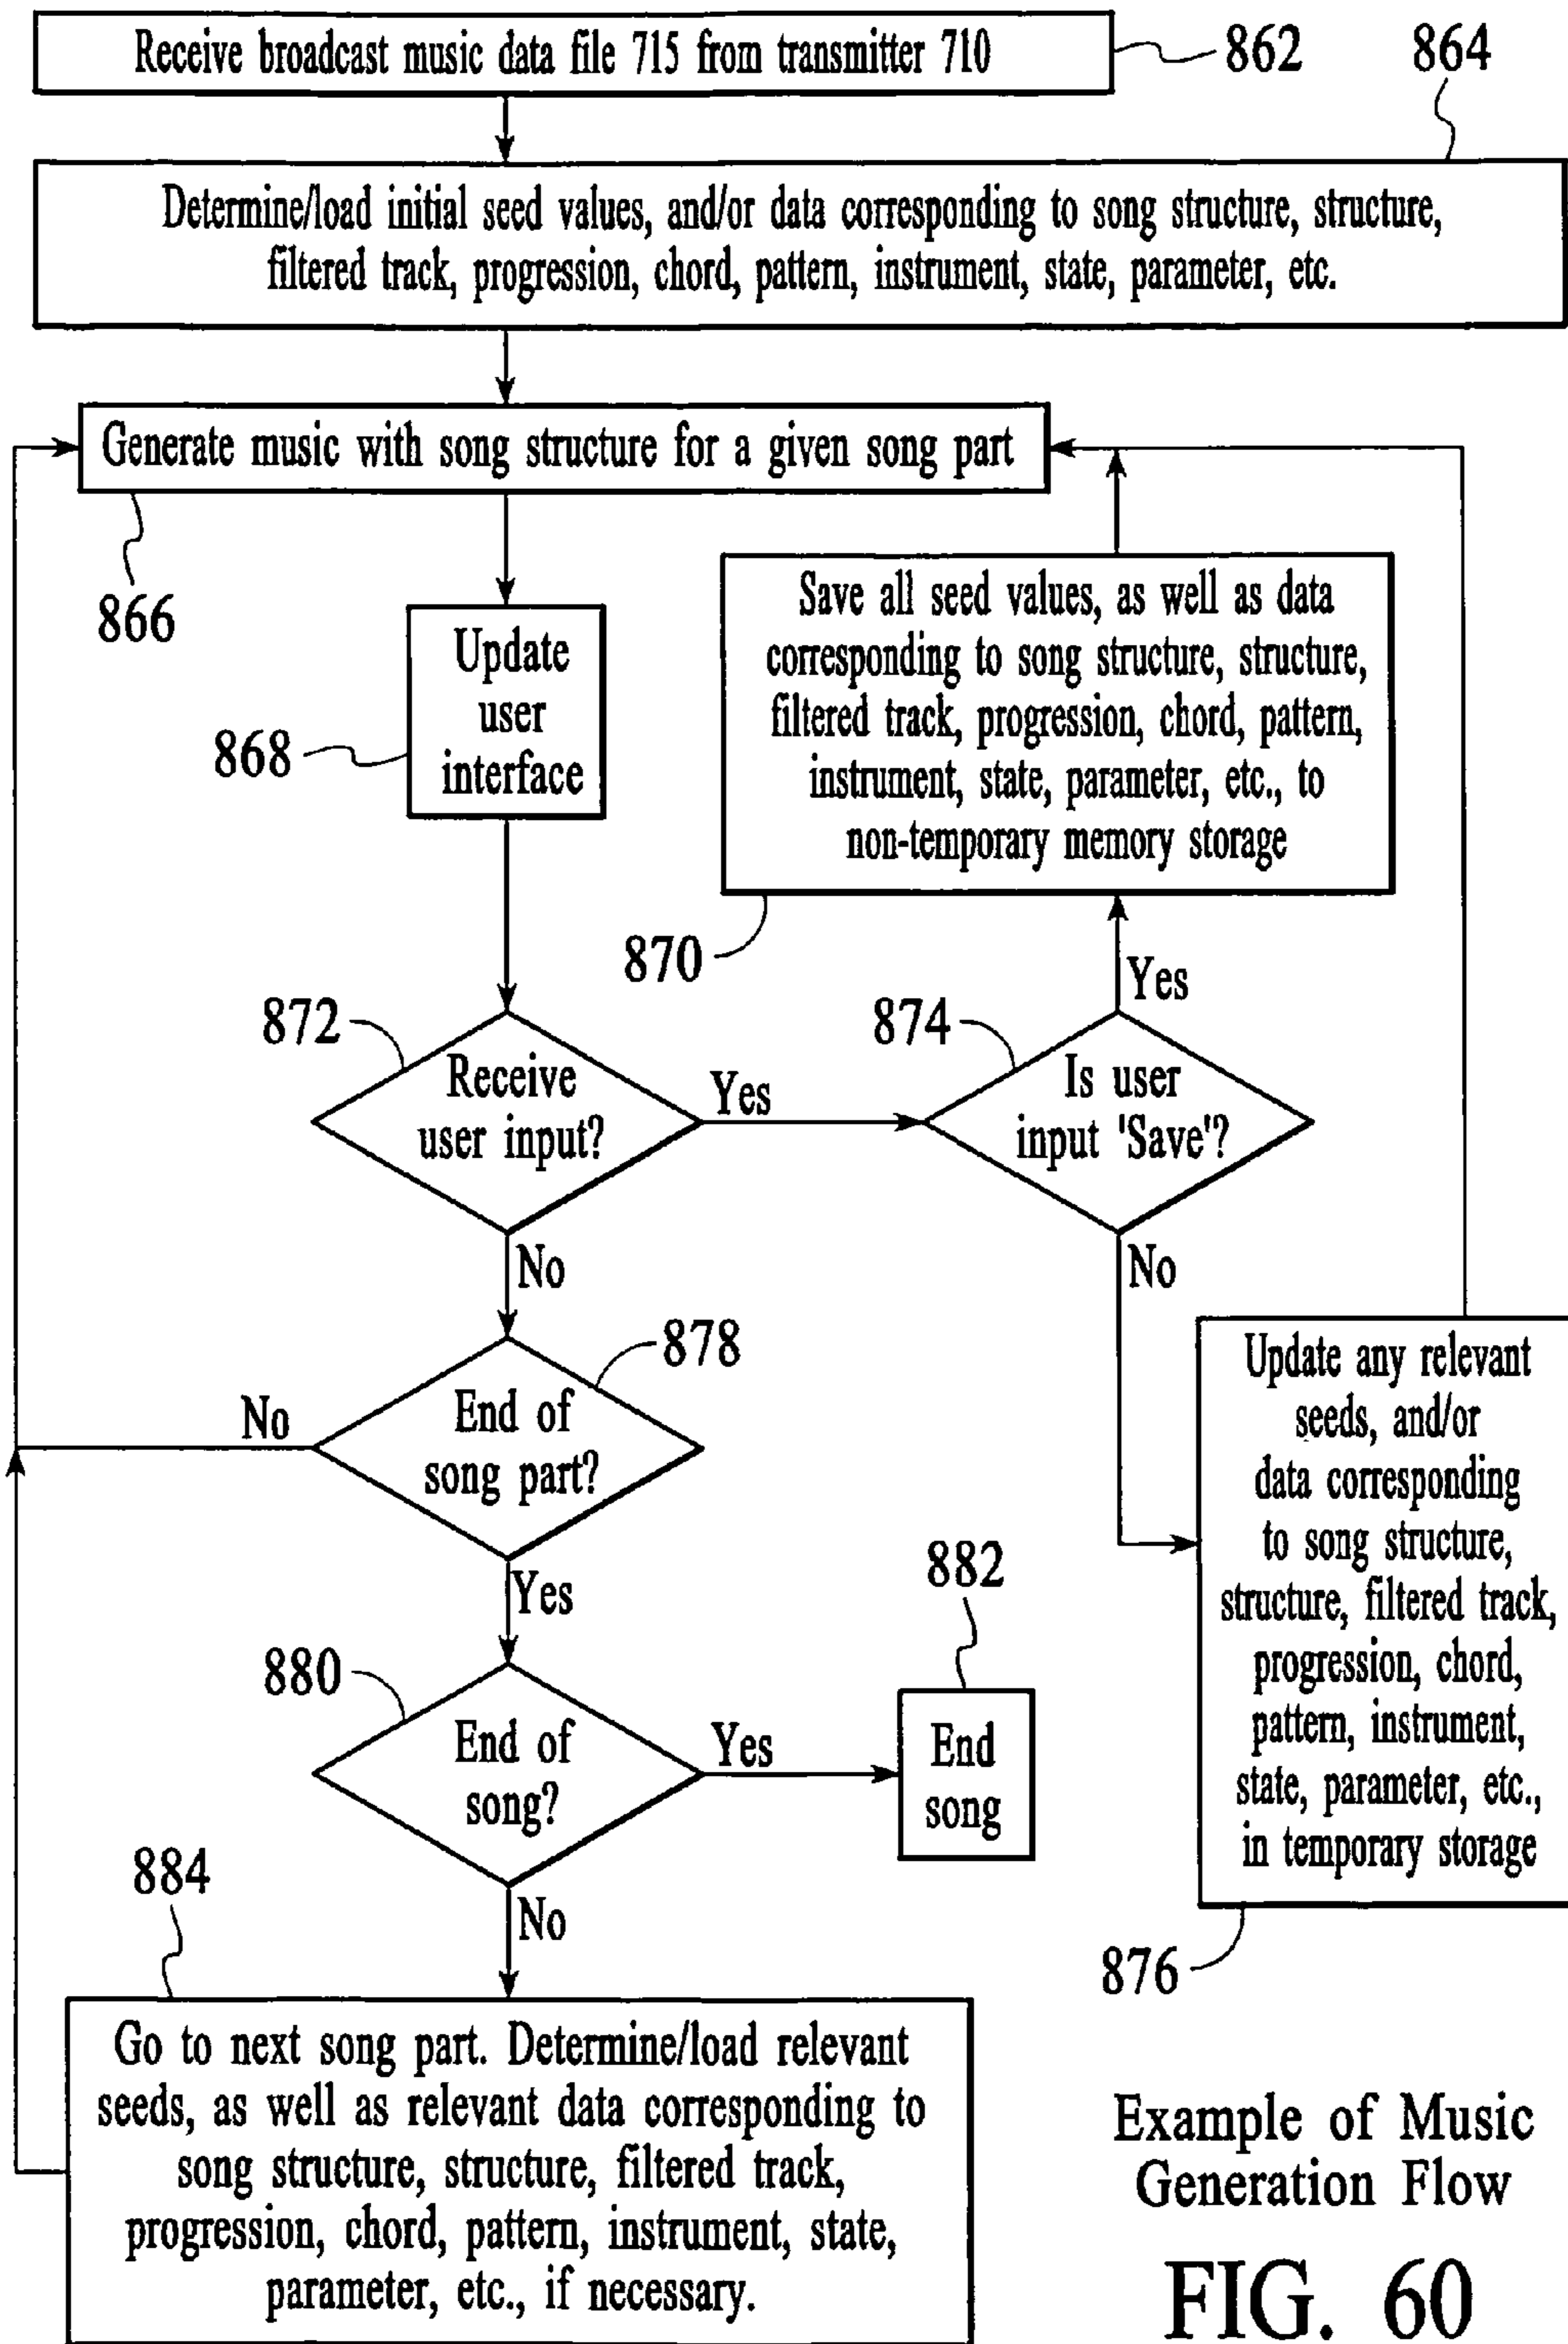 Receive broadcast music data file 715 from transmitter 710
862
864
Determine/load initial seed values, and/or data corresponding to song structure, structure,
filtered track, progression, chord, pattern, instrument, state, parameter, etc.
Generate music with song structure for a given song part
866
Update
user
interface
868
Save all seed values, as well as data
corresponding to song structure, structure,
filtered track, progression, chord, pattern,
instrument, state, parameter, etc., to
non-temporary memory storage
870
Yes
872
Receive
user input?
Yes
874
Is user
input 'Save'?
No
No
878
End of
song part?
No
Yes
Update any relevant
seeds, and/or
data corresponding
to song structure,
structure, filtered track,
progression, chord,
pattern, instrument,
state, parameter, etc.,
in temporary storage
876
880
End of
song?
Yes
882
End
song
No
884
Go to next song part. Determine/load relevant
seeds, as well as relevant data corresponding to
song structure, structure, filtered track,
progression, chord, pattern, instrument, state,
parameter, etc., if necessary.
Example of Music
Generation Flow
FIG. 60